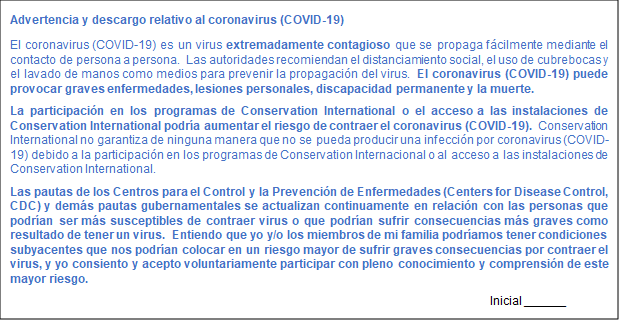 Advertencia y descargo relativo al coronavirus (COVID-19)
El coronavirus (COVID-19) es un virus extremadamente contagioso que se propaga fácilmente mediante el
contacto de persona a persona. Las autoridades recomiendan el distanciamiento social, el uso de cubrebocas y
el lavado de manos como medios para prevenir la propagación del virus. El coronavirus (COVID-19) puede
provocar graves enfermedades, lesiones personales, discapacidad permanente y la muerte.
La participación en los programas de Conservation International o el acceso a las instalaciones de
Conservation International podría aumentar el riesgo de contraer el coronavirus (COVID-19). Conservation
International no garantiza de ninguna manera que no se pueda producir una infección por coronavirus (COVID-
19) debido a la participación en los programas de Conservation Internacional o al acceso a las instalaciones de
Conservation International.
Las pautas de los Centros para el Control y la Prevención de Enfermedades (Centers for Disease Control,
CDC) y demás pautas gubernamentales se actualizan continuamente en relación con las personas que
podrían ser más susceptibles de contraer virus o que podrían sufrir consecuencias más graves como
resultado de tener un virus. Entiendo que yo y/o los miembros de mi familia podríamos tener condiciones
subyacentes que nos podrían colocar en un riesgo mayor de sufrir graves consecuencias por contraer el
virus, y yo consiento y acepto voluntariamente participar con pleno conocimiento y comprensión de este
mayor riesgo.
Inicial ______